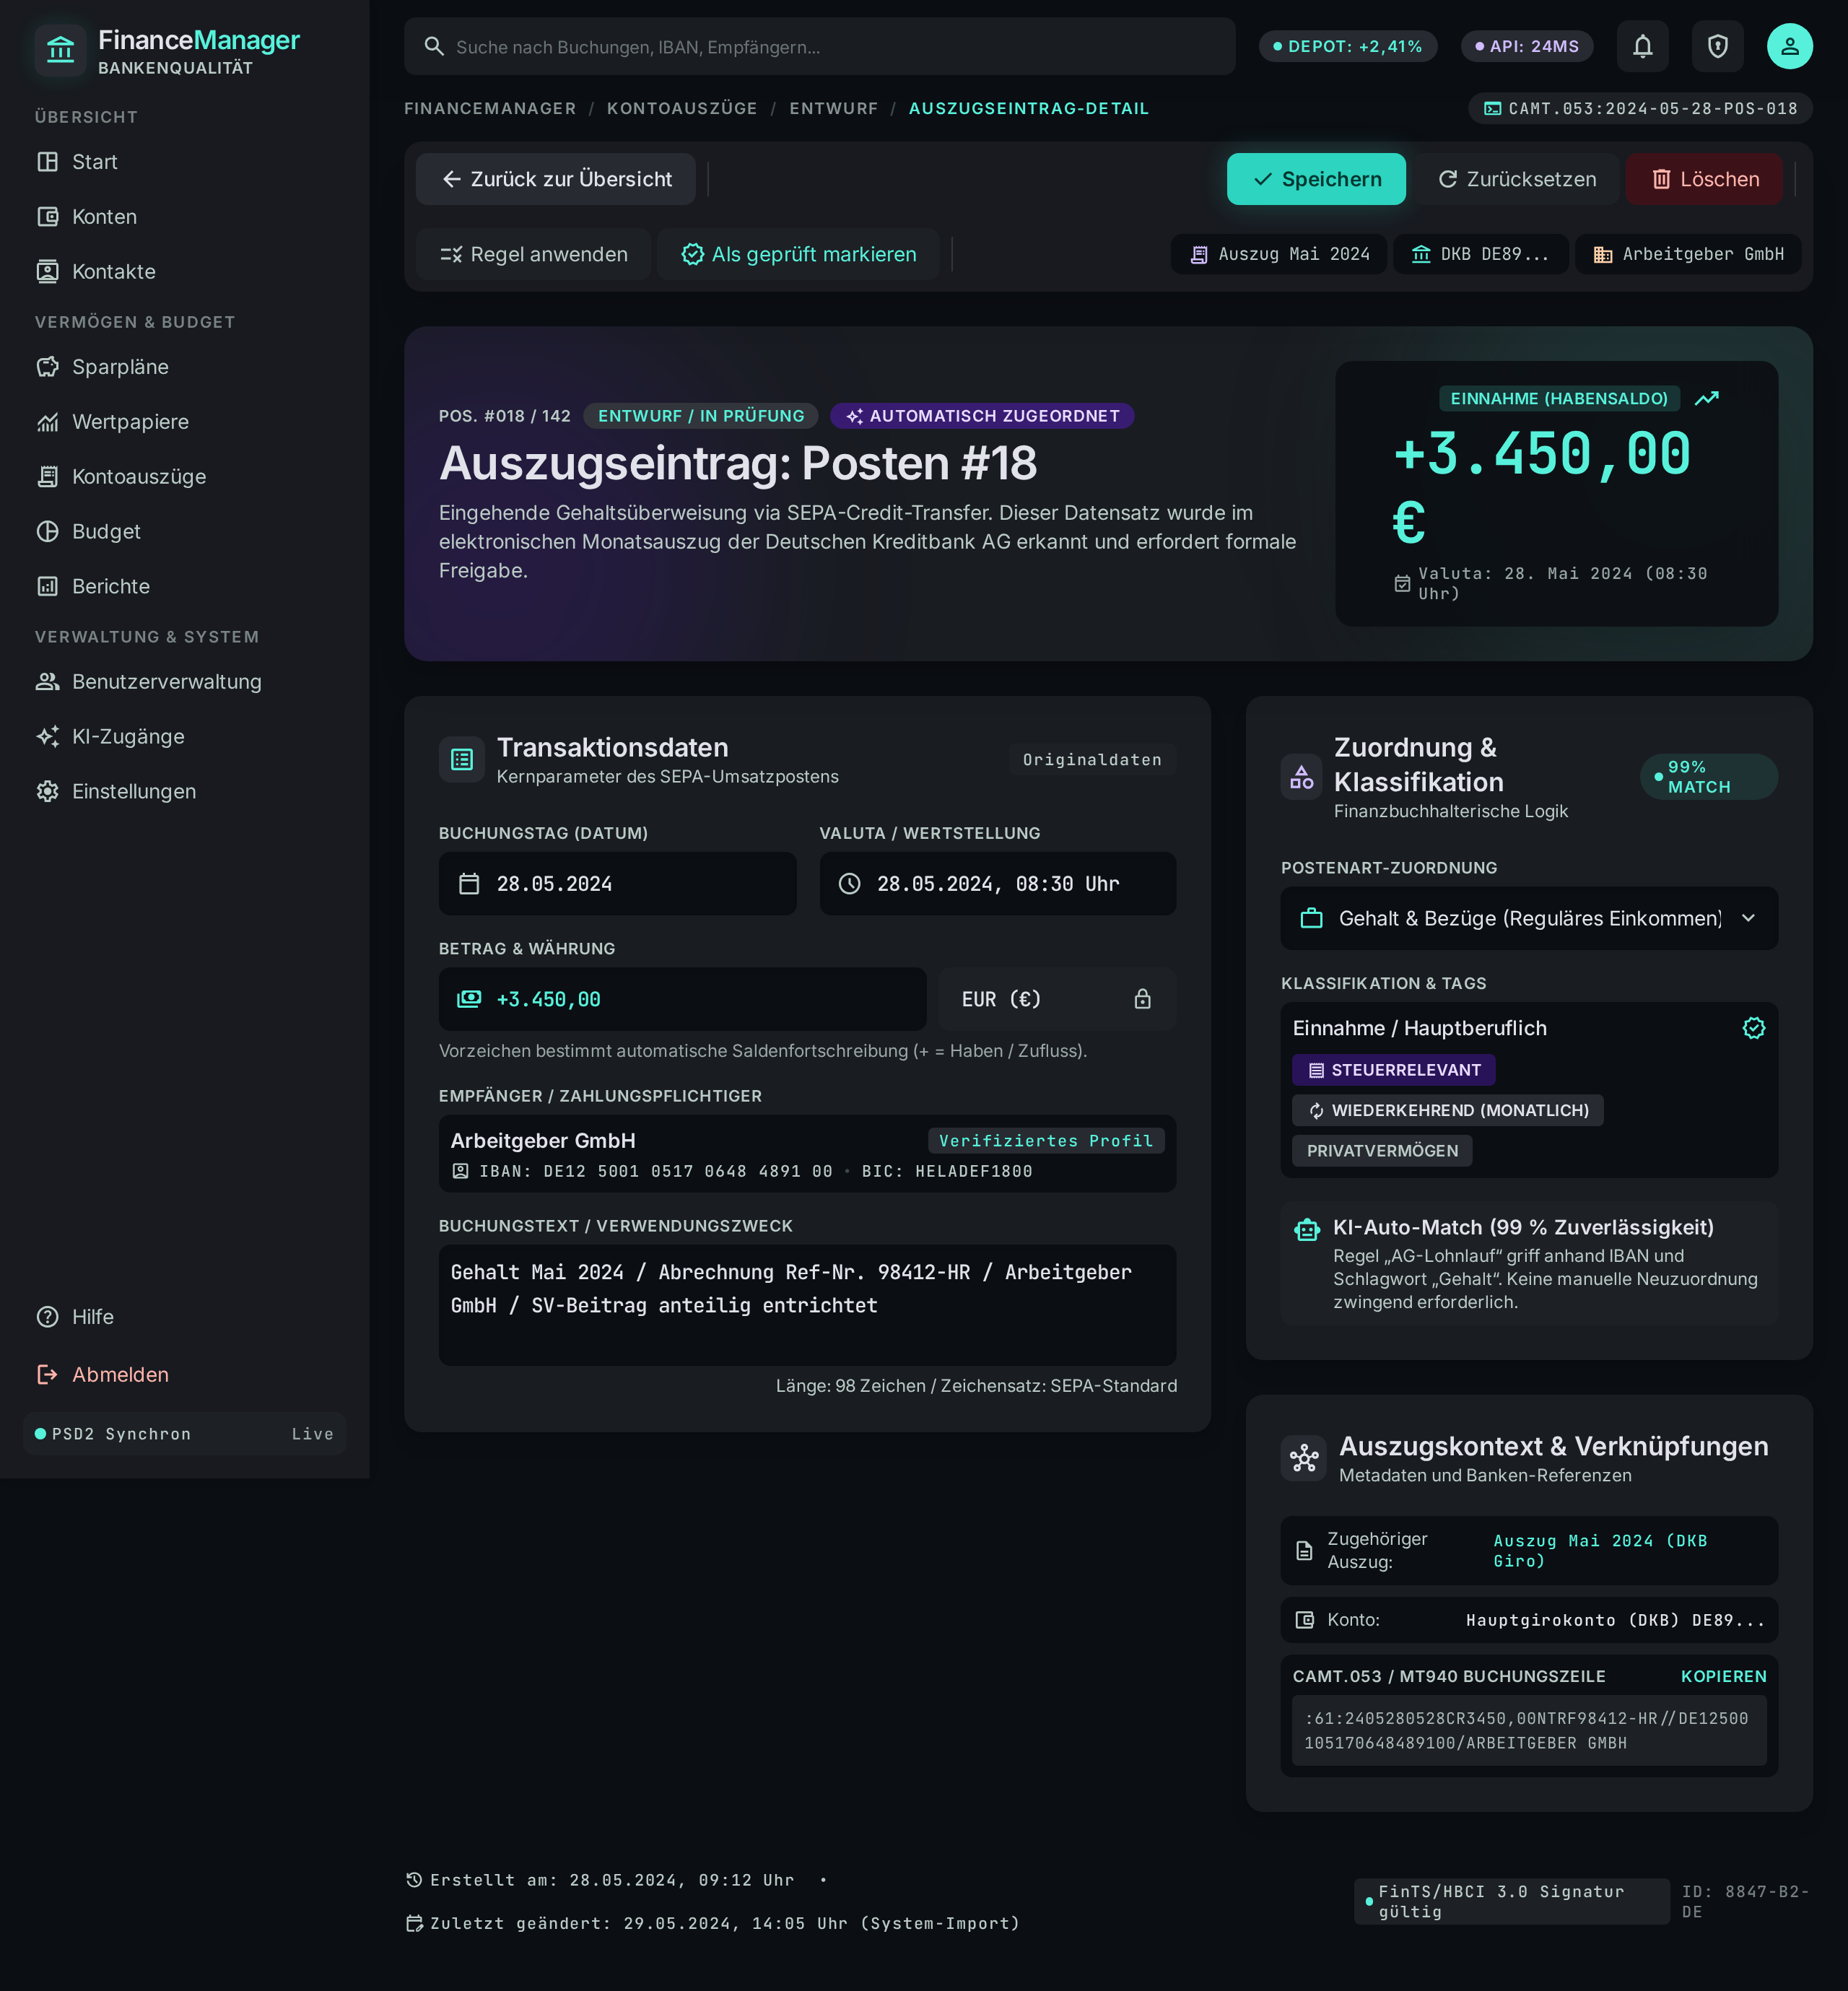 FinanceManager
BANKENQUALITÄT
ÜBERSICHT
Start
Konten
Kontakte
VERMÖGEN & BUDGET
Sparpläne
Wertpapiere
Kontoauszüge
Budget
Berichte
VERWALTUNG & SYSTEM
Benutzerverwaltung
KI-Zugänge
Einstellungen
Hilfe
Abmelden
PSD2 Synchron Live
Suche nach Buchungen, IBAN, Empfängern...
DEPOT: +2,41%
API: 24MS
FINANCEMANAGER / KONTOAUSZÜGE / ENTWURF / AUSZUGSEINTRAG-DETAIL
CAMT.053:2024-05-28-POS-018
Zurück zur Übersicht
Speichern
Zurücksetzen
Löschen
Regel anwenden
Als geprüft markieren
Auszug Mai 2024
DKB DE89...
Arbeitgeber GmbH
POS. #018 / 142
ENTWURF / IN PRÜFUNG
AUTOMATISCH ZUGEORDNET
Auszugseintrag: Posten #18
Eingehende Gehaltsüberweisung via SEPA-Credit-Transfer. Dieser Datensatz wurde im
elektronischen Monatsauszug der Deutschen Kreditbank AG erkannt und erfordert formale
Freigabe.
EINNAHME (HABENSALDO)
+3.450,00
€
Valuta: 28. Mai 2024 (08:30
Uhr)
Transaktionsdaten
Kernparameter des SEPA-Umsatzpostens
Originaldaten
BUCHUNGSTAG (DATUM)
28.05.2024
VALUTA / WERTSTELLUNG
28.05.2024, 08:30 Uhr
BETRAG & WÄHRUNG
+3.450,00
EUR (€)
Vorzeichen bestimmt automatische Saldenfortschreibung (+ = Haben / Zufluss).
EMPFÄNGER / ZAHLUNGSPFLICHTIGER
Arbeitgeber GmbH
Verifiziertes Profil
IBAN: DE12 5001 0517 0648 4891 00 • BIC: HELADEF1800
BUCHUNGSTEXT / VERWENDUNGSZWECK
Gehalt Mai 2024 / Abrechnung Ref-Nr. 98412-HR / Arbeitgeber
GmbH / SV-Beitrag anteilig entrichtet
Länge: 98 Zeichen / Zeichensatz: SEPA-Standard
Zuordnung &
Klassifikation
Finanzbuchhalterische Logik
99%
MATCH
POSTENART-ZUORDNUNG
Gehalt & Bezüge (Reguläres Einkommen)
KLASSIFIKATION & TAGS
Einnahme / Hauptberuflich
STEUERRELEVANT
WIEDERKEHREND (MONATLICH)
PRIVATVERMÖGEN
KI-Auto-Match (99 % Zuverlässigkeit)
Regel „AG-Lohnlauf“ griff anhand IBAN und
Schlagwort „Gehalt“. Keine manuelle Neuzuordnung
zwingend erforderlich.
Auszugskontext & Verknüpfungen
Metadaten und Banken-Referenzen
Zugehöriger
Auszug:
Auszug Mai 2024 (DKB
Giro)
Konto:
Hauptgirokonto (DKB) DE89...
CAMT.053 / MT940 BUCHUNGSZEILE
KOPIEREN
:61:2405280528CR3450,00NTRF98412-HR//DE12500
105170648489100/ARBEITGEBER GMBH
Erstellt am: 28.05.2024, 09:12 Uhr •
Zuletzt geändert: 29.05.2024, 14:05 Uhr (System-Import)
FinTS/HBCI 3.0 Signatur
gültig
ID: 8847-B2-
DE